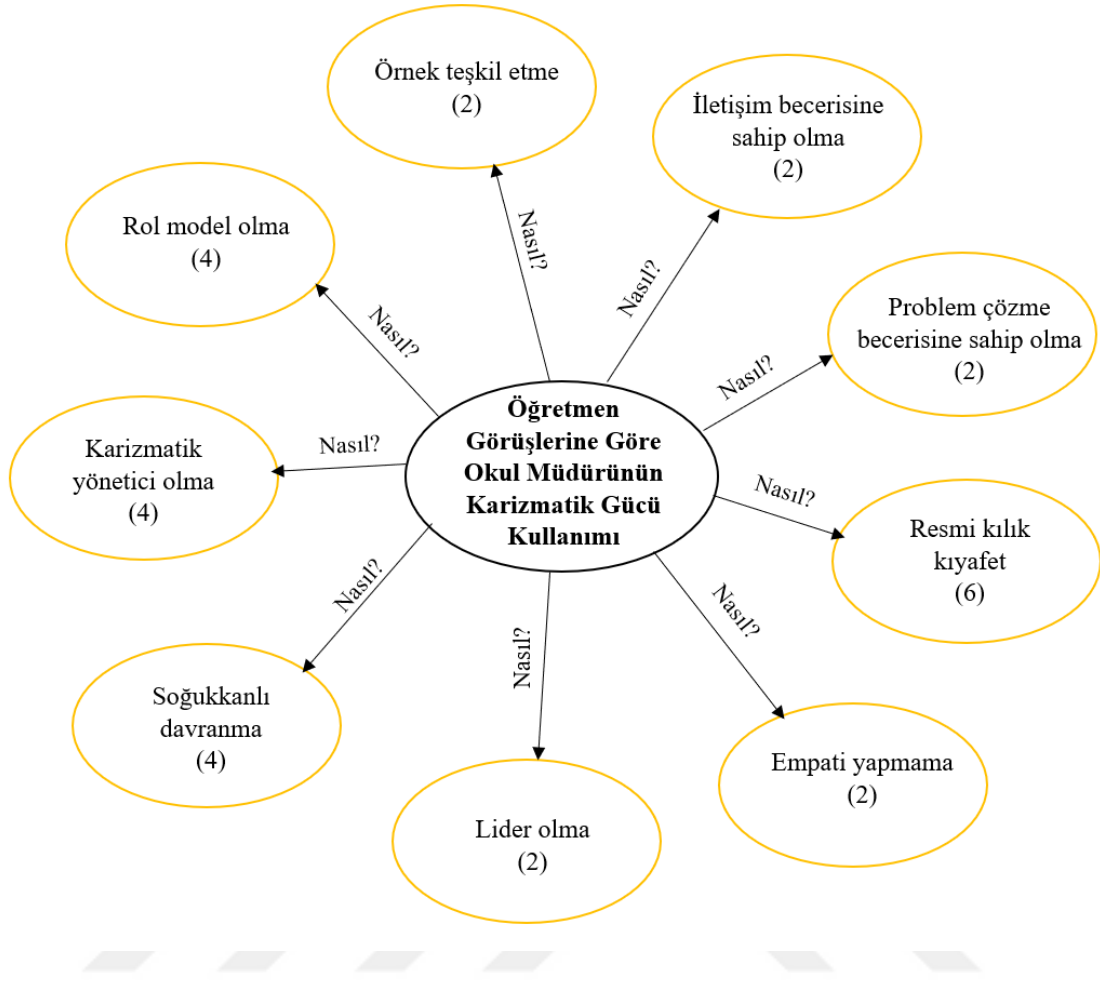 Örnek teşkil etme
(2)
İletişim becerisine
sahip olma
(2)
Rol model olma
(4)
Nasıl?
Nasıl?
Nasıl?
Problem çözme
becerisine sahip olma
(2)
Nasıl?
Karizmatik
yönetici olma
(4)
Nasıl?
Öğretmen
Görüşlerine Göre
Okul Müdürünün
Karizmatik Gücü
Kullanımı
Nasıl?
Resmi kılık
kıyafet
(6)
Nasıl?
Nasıl?
Nasıl?
Soğukkanlı
davranma
(4)
Lider olma
(2)
Empati yapmama
(2)